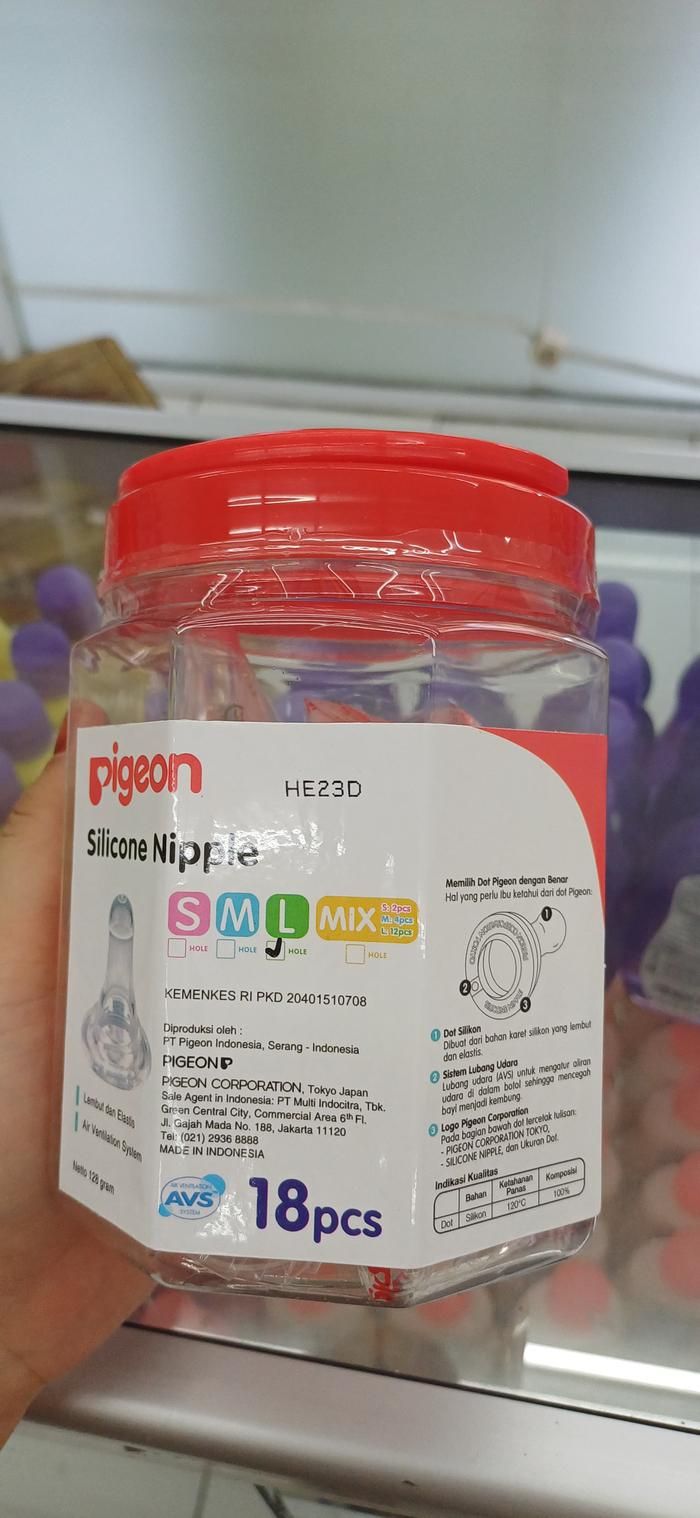 pigeon
HE23D
Silicone Nipple
S M L MIX S: 2pcs
M: 4pcs
L: 12pcs
HOLE HOLE HOLE HOLE
KEMENKES RI PKD 20401510708
Diproduksi oleh :
PT Pigeon Indonesia, Serang - Indonesia
PIGEON
PIGEON CORPORATION, Tokyo Japan
Sale Agent in Indonesia: PT Multi Indocitra, Tbk.
Green Central City, Commercial Area 6th Fl.
Jl. Gajah Mada No. 188, Jakarta 11120
Tel: (021) 2936 8888
MADE IN INDONESIA
Lembut dan Elastis
Air Ventilation System
Netto 128 gram
AIR VENTILATION
AVS
SYSTEM
18pcs
Memilih Dot Pigeon dengan Benar
Hal yang perlu Ibu ketahui dari dot Pigeon:
1
2
3
SILICONE NIPPLE
1 Dot Silikon
Dibuat dari bahan karet silikon yang lembut
dan elastis.
2 Sistem Lubang Udara
Lubang udara (AVS) untuk mengatur aliran
udara di dalam botol sehingga mencegah
bayi menjadi kembung.
3 Logo Pigeon Corporation
Pada bagian bawah dot tercetak tulisan:
- PIGEON CORPORATION TOKYO,
- SILICONE NIPPLE, dan Ukuran Dot.
Indikasi Kualitas
Bahan Ketahanan Panas Komposisi
Dot Silikon 120°C 100%